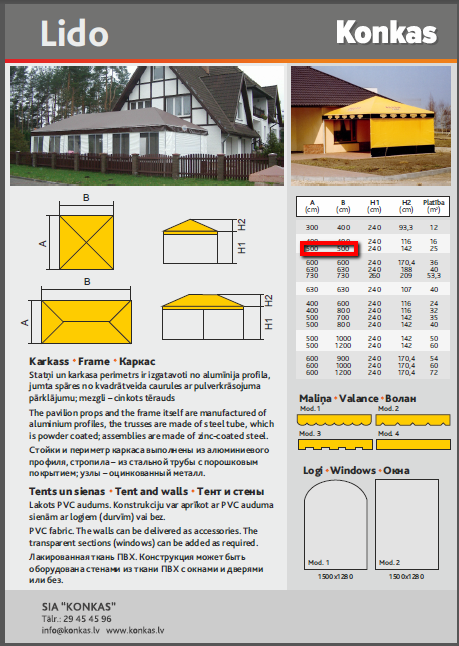 Lido
Konkas
B
A
H2
H1
B
A
H2
H1
A B H1 H2 Platība
(cm) (cm) (cm) (cm) (m²)
300 400 240 93,3 12
400 400 240 116 16
500 500 240 142 25
600 600 240 170,4 36
630 630 240 188 40
730 730 260 209 53,3
630 630 240 107 40
400 600 240 116 24
400 800 240 116 32
500 700 240 142 35
500 800 240 142 40
500 1000 240 142 50
500 1200 240 142 60
600 900 240 170,4 54
600 1000 240 170,4 60
600 1200 240 170,4 72
Karkass • Frame • Каркас
Statņi un karkasa perimetrs ir izgatavoti no alumīnija profila,
jumta spāres no kvadrātveida caurules ar pulverkrāsojuma
pārklājumu; mezgli – cinkots tērauds
The pavilion props and the frame itself are manufactured of
aluminium profiles, the trusses are made of steel tube, which
is powder coated; assemblies are made of zinc-coated steel.
Стойки и периметр каркаса выполнены из алюминиевого
профиля, стропила – из стальной трубы с порошковым
покрытием; узлы – оцинкованный металл.
Tents un sienas • Tent and walls • Тент и стены
Lakots PVC audums. Konstrukciju var aprīkot ar PVC auduma
sienām ar logiem (durvīm) vai bez.
PVC fabric. The walls can be delivered as accessories. The
transparent sections (windows) can be added as required.
Лакированная ткань ПВХ. Конструкция может быть
оборудована стенами из ткани ПВХ с окнами и дверями
или без.
Maliņa • Valance • Волан
Mod. 1 Mod. 2
Mod. 3 Mod. 4
Logi • Windows • Окна
Mod. 1 Mod. 2
1500x1280 1500x1280
SIA "KONKAS"
Tālr.: 29 45 45 96
info@konkas.lv www.konkas.lv